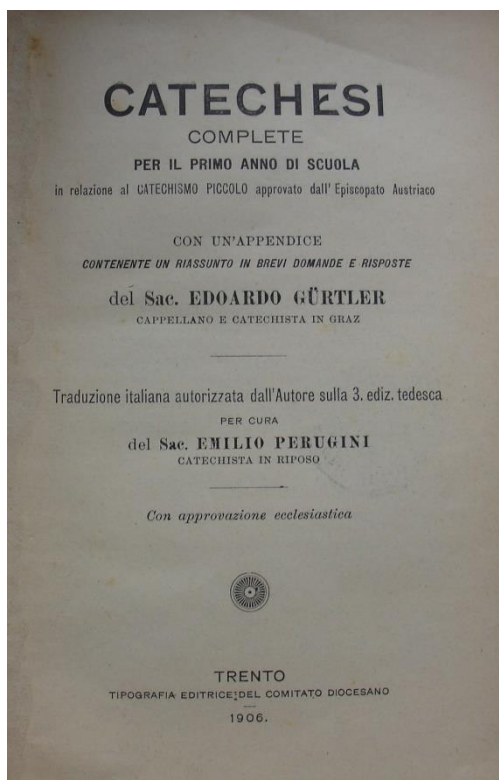 CATECHESI
COMPLETE
PER IL PRIMO ANNO DI SCUOLA
in relazione al CATECHISMO PICCOLO approvato dall' Episcopato Austriaco
CON UN'APPENDICE
CONTENENTE UN RIASSUNTO IN BREVI DOMANDE E RISPOSTE
del Sac. EDOARDO GÜRTLER
CAPPELLANO E CATECHISTA IN GRAZ
Traduzione italiana autorizzata dall'Autore sulla 3. ediz. tedesca
PER CURA
del Sac. EMILIO PERUGINI
CATECHISTA IN RIPOSO
Con approvazione ecclesiastica
TRENTO
TIPOGRAFIA EDITRICE DEL COMITATO DIOCESANO
1906.